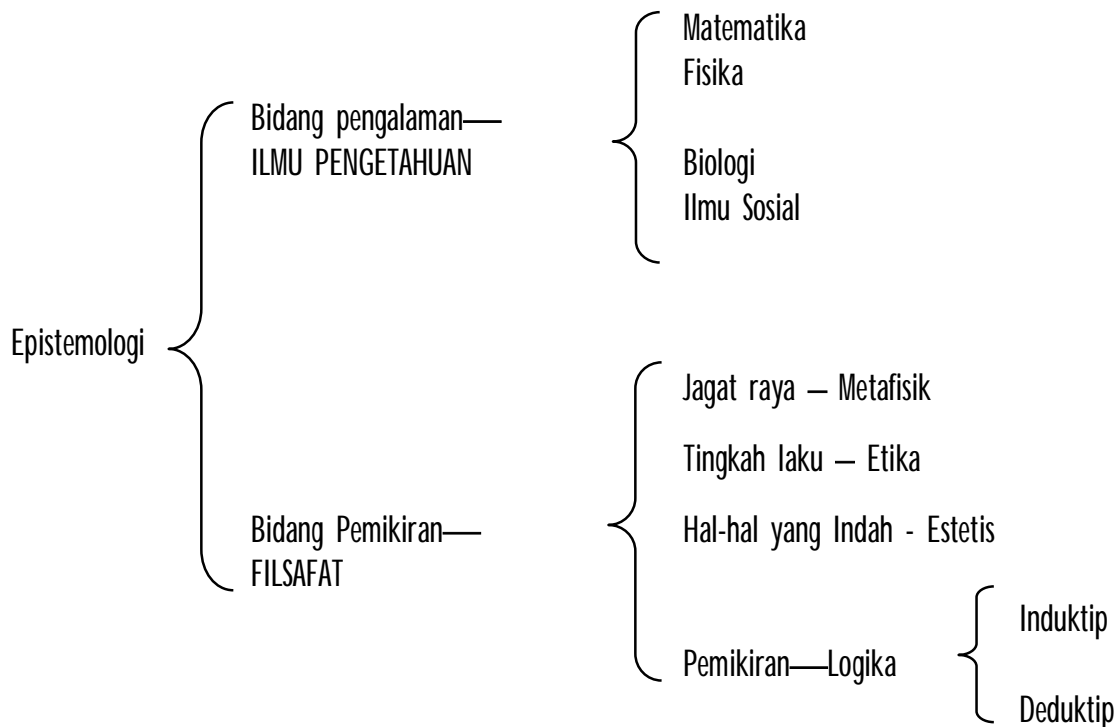 Epistemologi
Bidang pengalaman—
ILMU PENGETAHUAN
Matematika
Fisika
Biologi
Ilmu Sosial
Bidang Pemikiran—
FILSAFAT
Jagat raya — Metafisik
Tingkah laku — Etika
Hal-hal yang Indah - Estetis
Pemikiran—Logika
Induktip
Deduktip